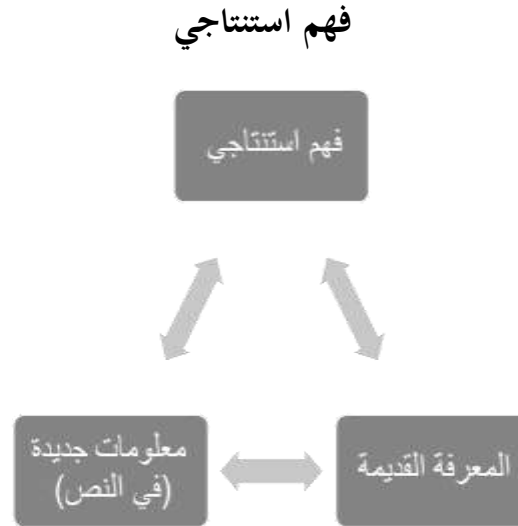 فهم استنتاجي
فهم استنتاجي
المعرفة القديمة
معلومات جديدة
(في النص)